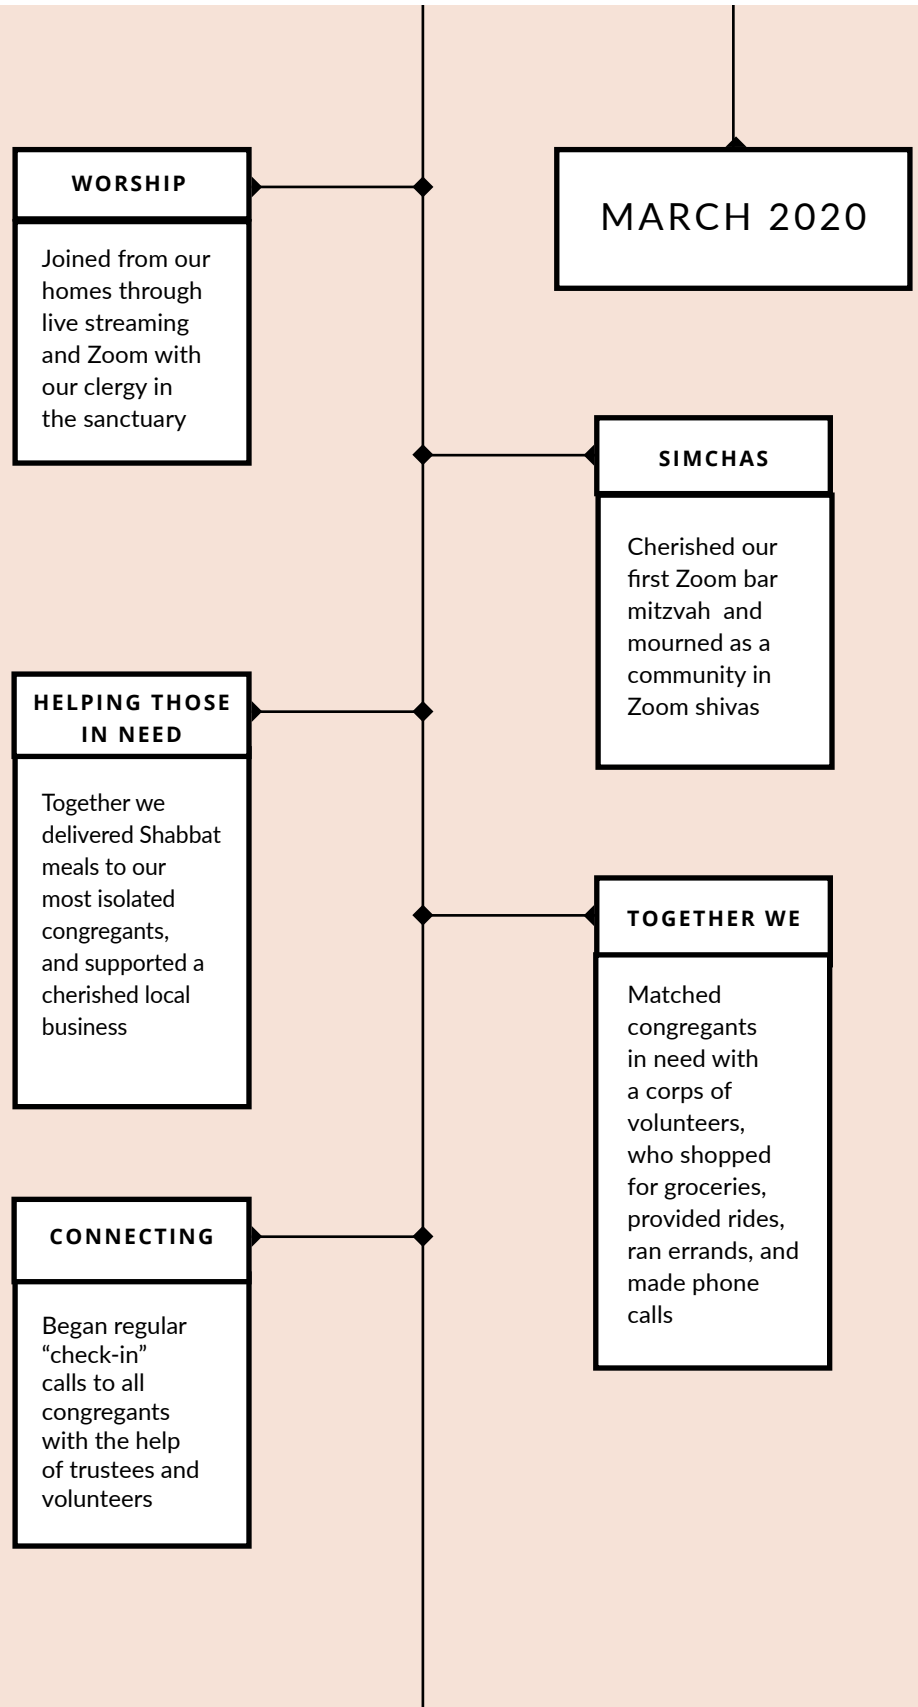 MARCH 2020
WORSHIP
Joined from our
homes through
live streaming
and Zoom with
our clergy in
the sanctuary
SIMCHAS
Cherished our
first Zoom bar
mitzvah  and
mourned as a
community in
Zoom shivas
HELPING THOSE
IN NEED
Together we
delivered Shabbat
meals to our
most isolated
congregants,
and supported a
cherished local
business
TOGETHER WE
Matched
congregants
in need with
a corps of
volunteers,
who shopped
for groceries,
provided rides,
ran errands, and
made phone
calls
CONNECTING
Began regular
“check-in”
calls to all
congregants
with the help
of trustees and
volunteers